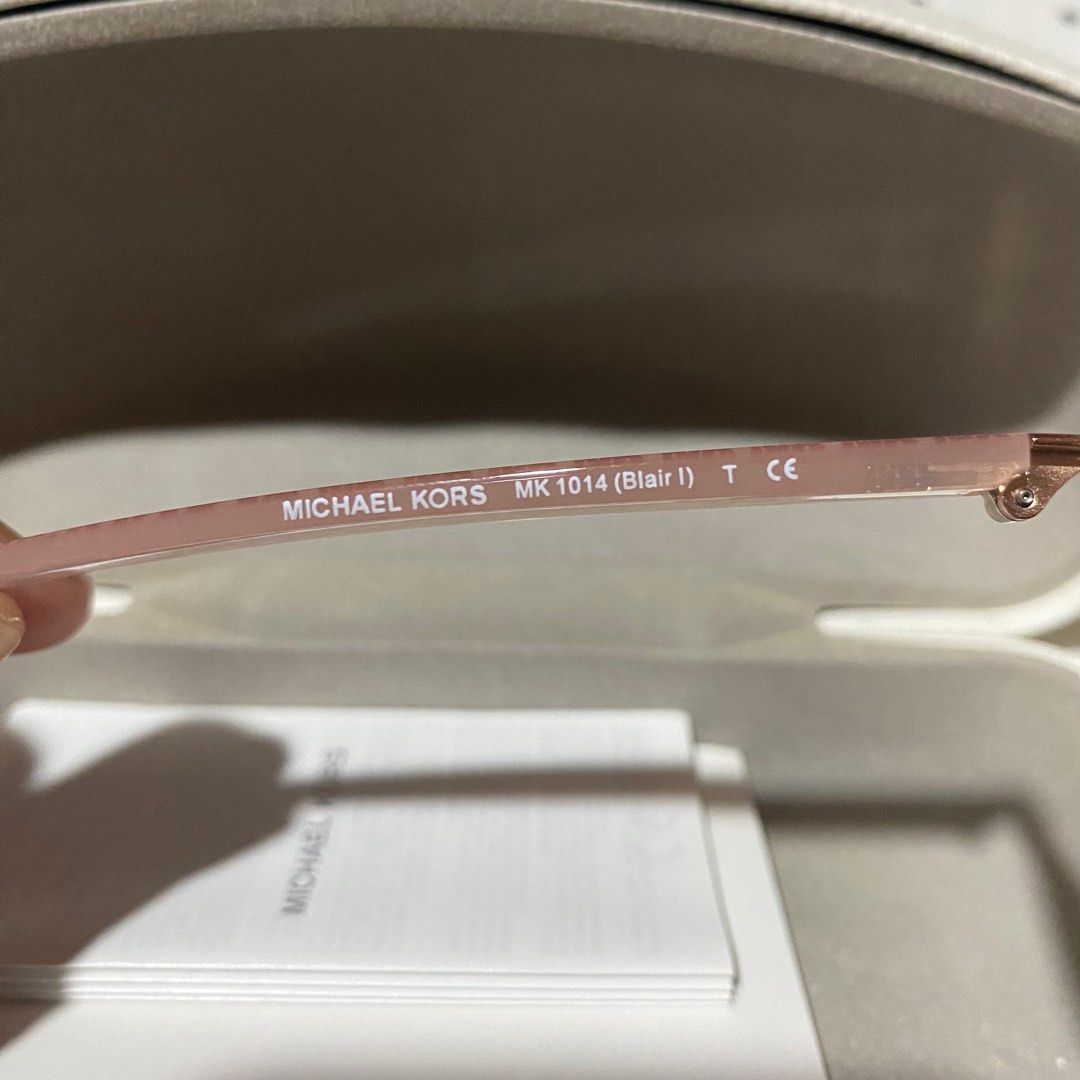 MICHAEL KORS MK 1014 (Blair I) T CE
MICHAEL KORS